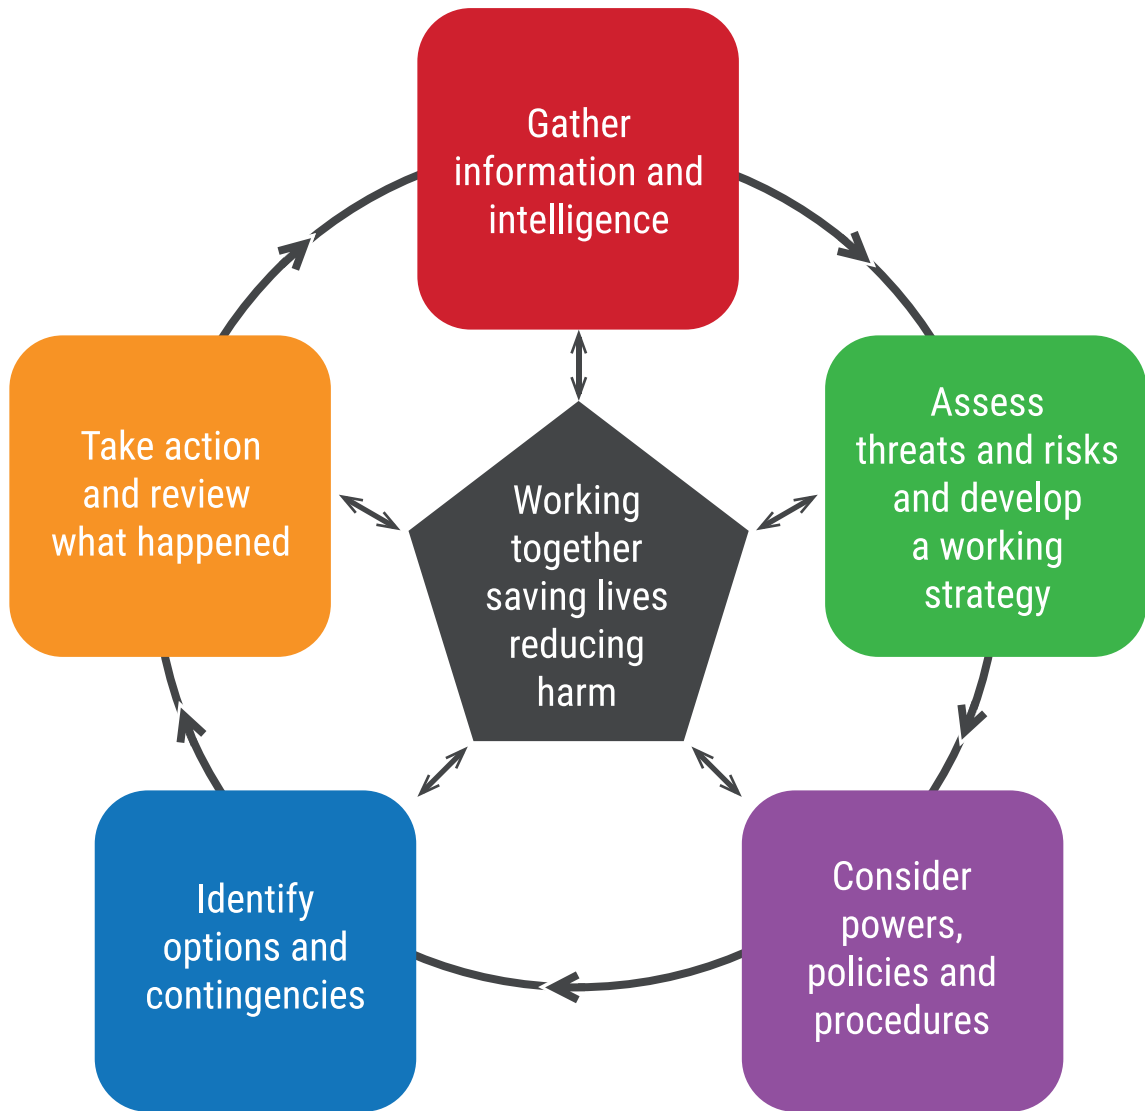 Gather
information and
intelligence
Assess
threats and risks
and develop
a working
strategy
Consider
powers,
policies and
procedures
Identify
options and
contingencies
Take action
and review
what happened
Working
together
saving lives
reducing
harm